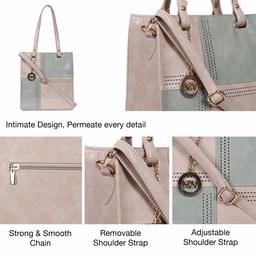 Intimate Design, Permeate every detail
Strong & Smooth
Chain
Removable
Shoulder Strap
Adjustable
Shoulder Strap